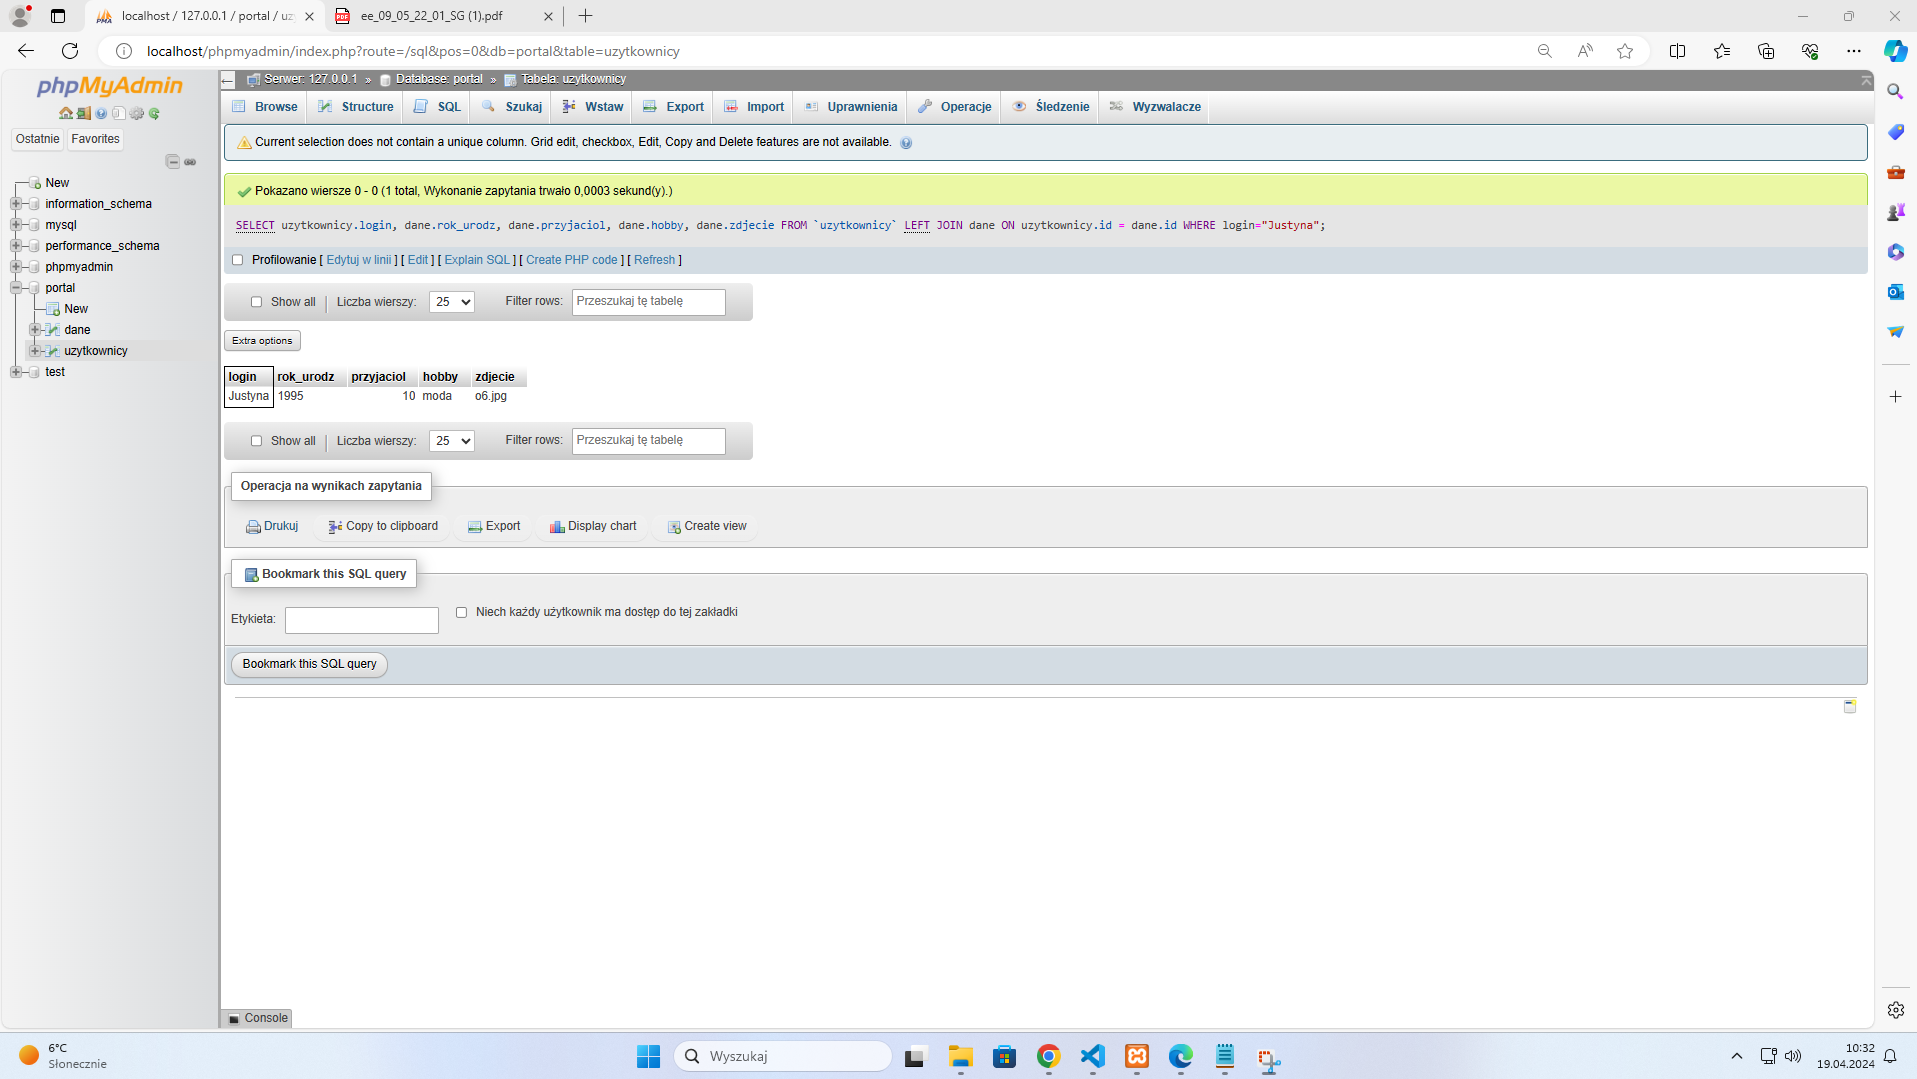 localhost / 127.0.0.1 / portal / uz
ee_09_05_22_01_SG (1).pdf
localhost/phpmyadmin/index.php?route=/sql&pos=0&db=portal&table=uzytkownicy
phpMyAdmin
Ostatnie Favorites
New
information_schema
mysql
performance_schema
phpmyadmin
portal
New
dane
uzytkownicy
test
Serwer: 127.0.0.1 » Database: portal » Tabela: uzytkownicy
Browse Structure SQL Szukaj Wstaw Export Import Uprawnienia Operacje Śledzenie Wyzwalacze
Current selection does not contain a unique column. Grid edit, checkbox, Edit, Copy and Delete features are not available.
Pokazano wiersze 0 - 0 (1 total, Wykonanie zapytania trwało 0,0003 sekund(y).)
SELECT uzytkownicy.login, dane.rok_urodz, dane.przyjaciol, dane.hobby, dane.zdjecie FROM `uzytkownicy` LEFT JOIN dane ON uzytkownicy.id = dane.id WHERE login="Justyna";
Profilowanie [ Edytuj w linii ] [ Edit ] [ Explain SQL ] [ Create PHP code ] [ Refresh ]
Show all Liczba wierszy: 25 Filter rows: Przeszukaj tę tabelę
Extra options
login rok_urodz przyjaciol hobby zdjecie
Justyna 1995 10 moda o6.jpg
Show all Liczba wierszy: 25 Filter rows: Przeszukaj tę tabelę
Operacja na wynikach zapytania
Drukuj Copy to clipboard Export Display chart Create view
Bookmark this SQL query
Etykieta: Niech każdy użytkownik ma dostęp do tej zakładki
Bookmark this SQL query
Console
6°C
Słonecznie
Wyszukaj
10:32
19.04.2024